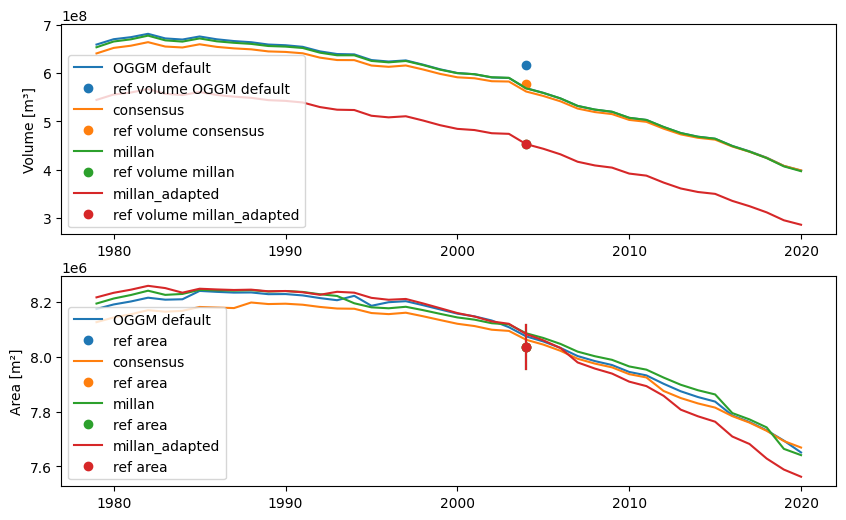 1e8
7
6
5
4
3
Volume [m³]
OGGM default
ref volume OGGM default
consensus
ref volume consensus
millan
ref volume millan
millan_adapted
ref volume millan_adapted
1980 1990 2000 2010 2020
1e6
8.2
8.0
7.8
7.6
Area [m²]
OGGM default
ref area
consensus
ref area
millan
ref area
millan_adapted
ref area
1980 1990 2000 2010 2020